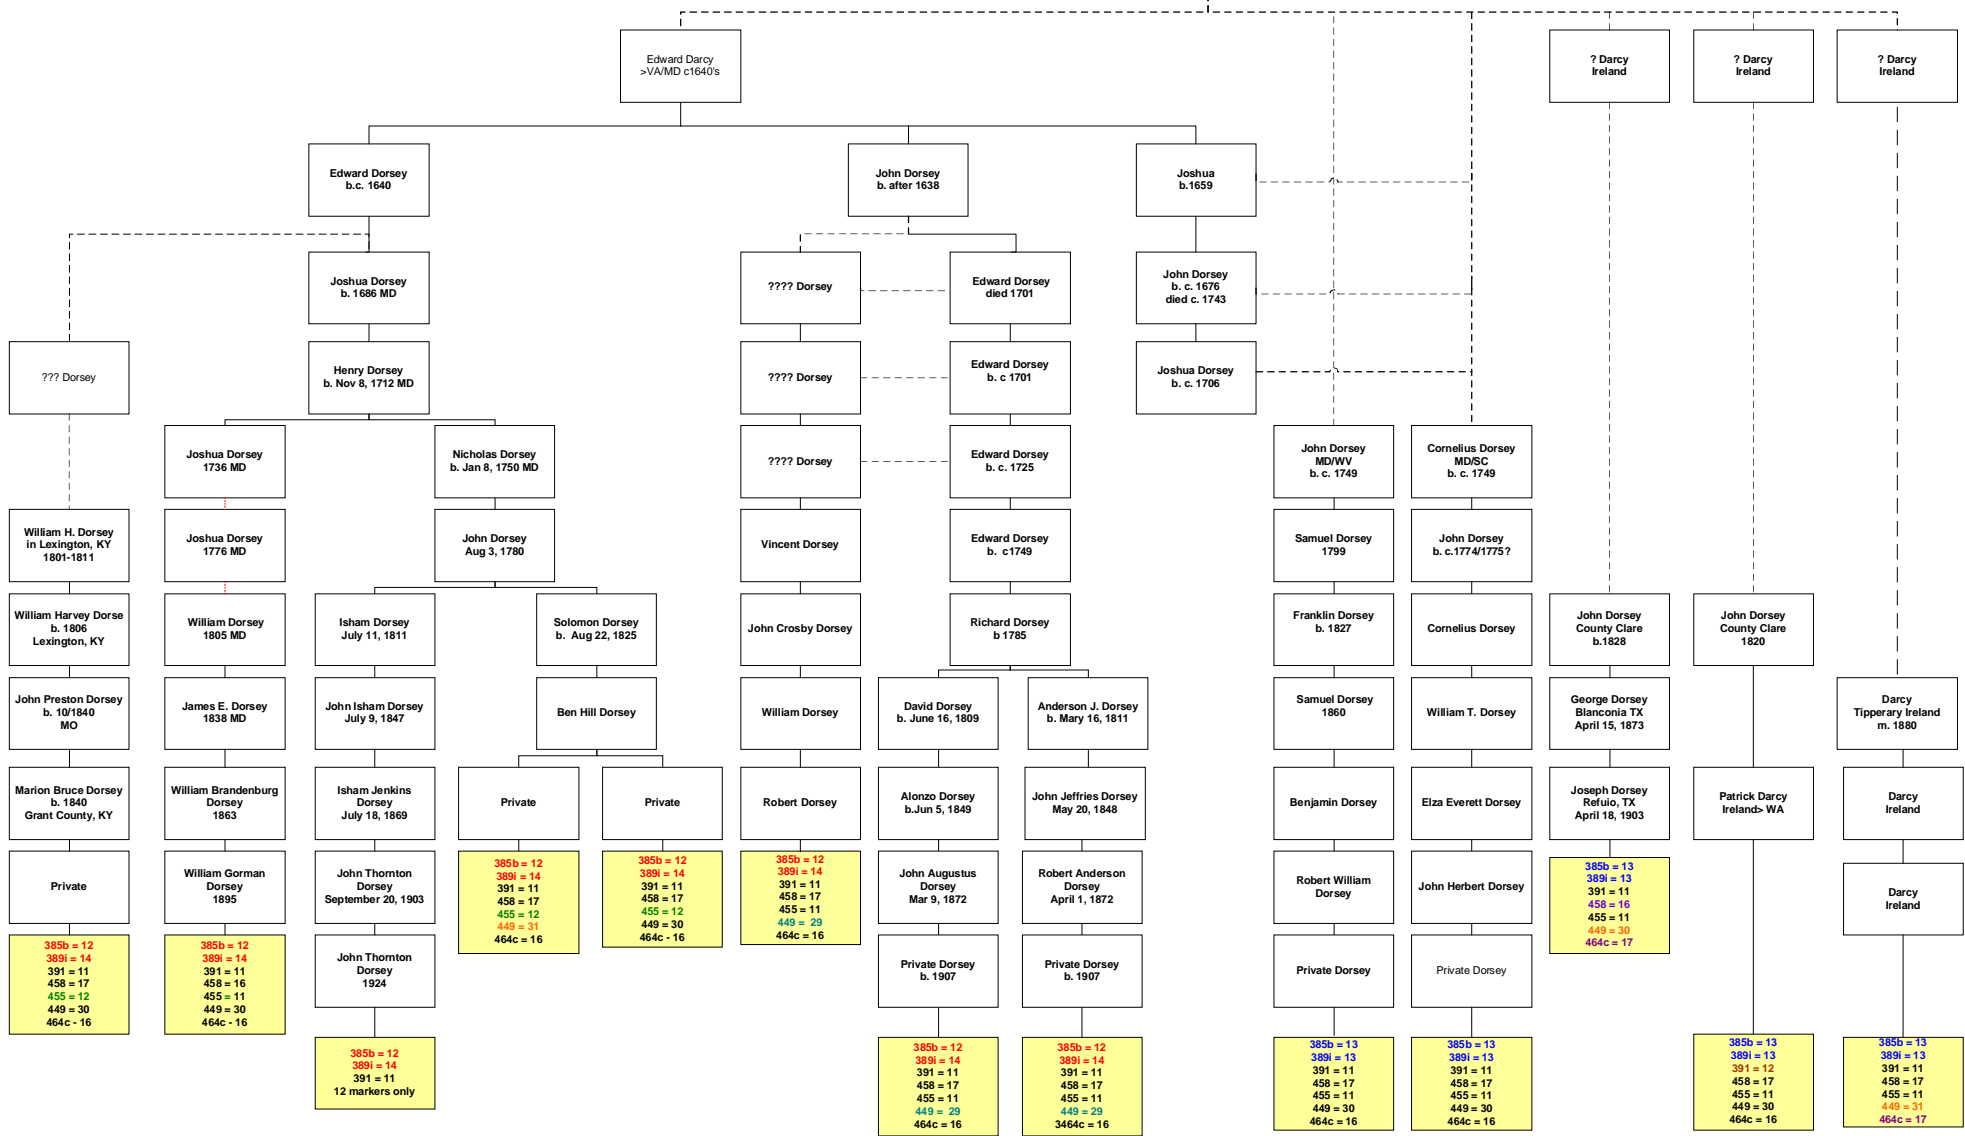 Edward Darcy
>VA/MD c1640's
? Darcy
Ireland
? Darcy
Ireland
? Darcy
Ireland
Edward Dorsey
b.c. 1640
John Dorsey
b. after 1638
Joshua
b.1659
Joshua Dorsey
b. 1686 MD
???? Dorsey
Edward Dorsey
died 1701
John Dorsey
b. c. 1676
died c. 1743
??? Dorsey
Henry Dorsey
b. Nov 8, 1712 MD
???? Dorsey
Edward Dorsey
b. c 1701
Joshua Dorsey
b. c. 1706
Joshua Dorsey
1736 MD
Nicholas Dorsey
b. Jan 8, 1750 MD
???? Dorsey
Edward Dorsey
b. c. 1725
John Dorsey
MD/WV
b. c. 1749
Cornelius Dorsey
MD/SC
b. c. 1749
William H. Dorsey
in Lexington, KY
1801-1811
Joshua Dorsey
1776 MD
John Dorsey
Aug 3, 1780
Vincent Dorsey
Edward Dorsey
b. c1749
Samuel Dorsey
1799
John Dorsey
b. c.1774/1775?
William Harvey Dorse
b. 1806
Lexington, KY
William Dorsey
1805 MD
Isham Dorsey
July 11, 1811
Solomon Dorsey
b. Aug 22, 1825
John Crosby Dorsey
Richard Dorsey
b 1785
Franklin Dorsey
b. 1827
Cornelius Dorsey
John Dorsey
County Clare
b.1828
John Dorsey
County Clare
1820
John Preston Dorsey
b. 10/1840
MO
James E. Dorsey
1838 MD
John Isham Dorsey
July 9, 1847
Ben Hill Dorsey
William Dorsey
David Dorsey
b. June 16, 1809
Anderson J. Dorsey
b. Mary 16, 1811
Samuel Dorsey
1860
William T. Dorsey
George Dorsey
Blanconia TX
April 15, 1873
Darcy
Tipperary Ireland
m. 1880
Marion Bruce Dorsey
b. 1840
Grant County, KY
William Brandenburg
Dorsey
1863
Isham Jenkins
Dorsey
July 18, 1869
Private
Private
Robert Dorsey
Alonzo Dorsey
b.Jun 5, 1849
John Jeffries Dorsey
May 20, 1848
Benjamin Dorsey
Elza Everett Dorsey
Joseph Dorsey
Refuio, TX
April 18, 1903
Patrick Darcy
Ireland> WA
Darcy
Ireland
Private
William Gorman
Dorsey
1895
John Thornton
Dorsey
September 20, 1903
385b = 12
389i = 14
391 = 11
458 = 17
455 = 12
449 = 31
464c = 16
385b = 12
389i = 14
391 = 11
458 = 17
455 = 12
449 = 30
464c - 16
385b = 12
389i = 14
391 = 11
458 = 17
455 = 11
449 = 29
464c = 16
John Augustus
Dorsey
Mar 9, 1872
Robert Anderson
Dorsey
April 1, 1872
Robert William
Dorsey
John Herbert Dorsey
385b = 13
389i = 13
391 = 11
458 = 16
455 = 11
449 = 30
464c = 17
Darcy
Ireland
385b = 12
389i = 14
391 = 11
458 = 17
455 = 12
449 = 30
464c - 16
385b = 12
389i = 14
391 = 11
458 = 16
455 = 11
449 = 30
464c - 16
John Thornton
Dorsey
1924
Private Dorsey
b. 1907
Private Dorsey
b. 1907
Private Dorsey
Private Dorsey
385b = 12
389i = 14
391 = 11
12 markers only
385b = 12
389i = 14
391 = 11
458 = 17
455 = 11
449 = 29
464c = 16
385b = 12
389i = 14
391 = 11
458 = 17
455 = 11
449 = 29
3464c = 16
385b = 13
389i = 13
391 = 11
458 = 17
455 = 11
449 = 30
464c = 16
385b = 13
389i = 13
391 = 11
458 = 17
455 = 11
449 = 30
464c = 16
385b = 13
389i = 13
391 = 12
458 = 17
455 = 11
449 = 30
464c = 16
385b = 13
389i = 13
391 = 11
458 = 17
455 = 11
449 = 31
464c = 17